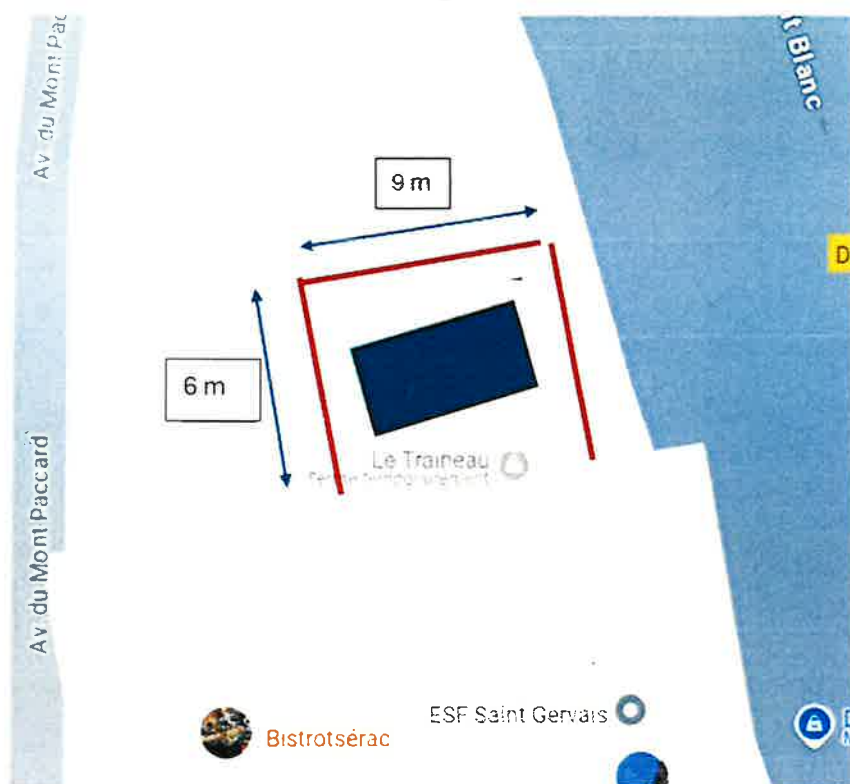 Av. du Mont Pac
t Blanc
9 m
D
6 m
Le Traineau
Av. du Mont Paccard
ESF Saint Gervais
Bistrotsérac